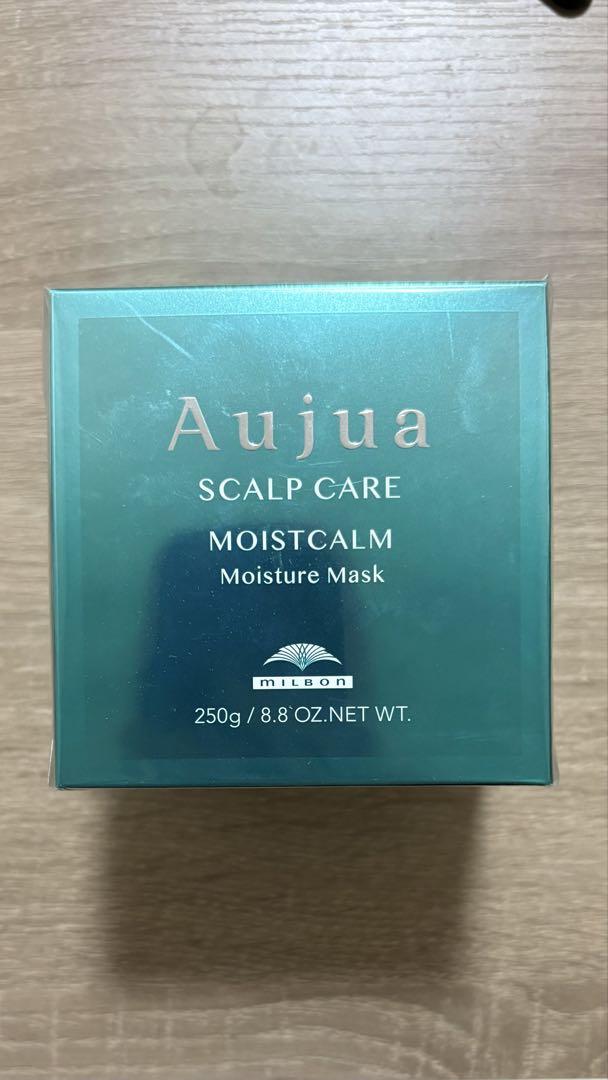 Aujua
SCALP CARE
MOISTCALM
Moisture Mask
MILBON
250g / 8.8 OZ.NET WT.